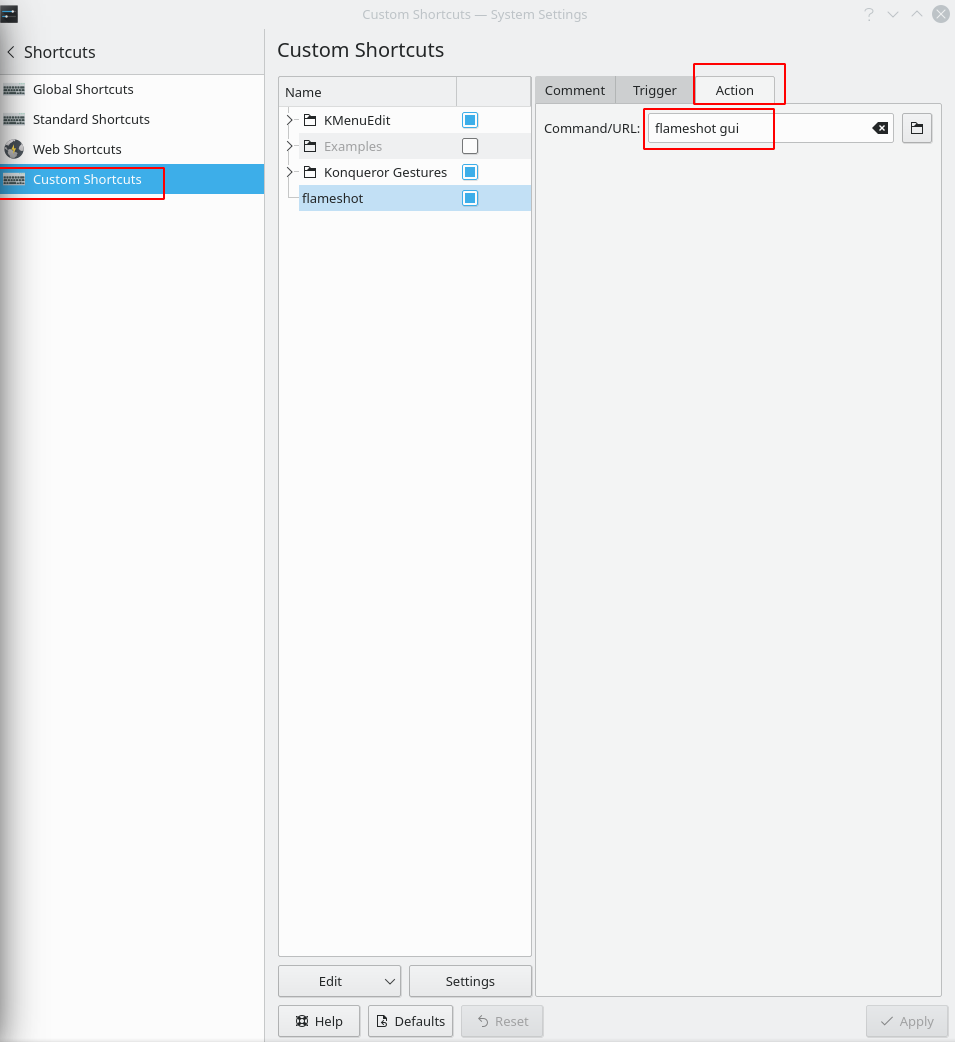 Custom Shortcuts — System Settings
Shortcuts
Global Shortcuts
Standard Shortcuts
Web Shortcuts
Custom Shortcuts
Custom Shortcuts
Name
KMenuEdit
Examples
Konqueror Gestures
flameshot
Edit
Settings
Comment
Trigger
Action
Command/URL:
flameshot gui
Help
Defaults
Reset
Apply